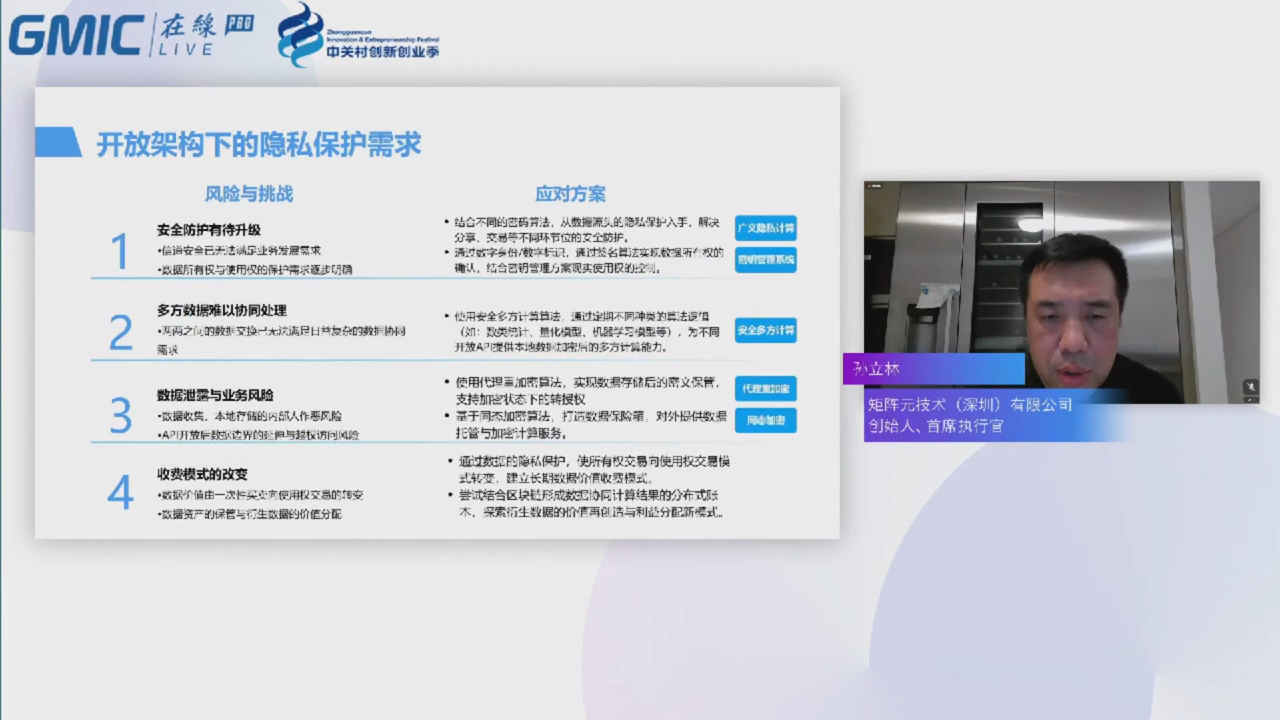 GMIC 在線 PRO
LIVE
Zhongguancun
Innovation & Entrepreneurship Festival
中关村创新创业季
开放架构下的隐私保护需求
风险与挑战
应对方案
1
安全防护有待升级
•信道安全已无法满足业务发展需求
•数据所有权与使用权的保护需求逐步明确
• 结合不同的密码算法，从数据源头的隐私保护入手，解决
分享、交易等不同环节位的安全防护。
• 通过数字身份/数字标识，通过签名算法实现数据所有权的
确认，结合密钥管理方案现实使用权的控制。
广义隐私计算
密钥管理系统
2
多方数据难以协同处理
•两两之间的数据交换已无法满足日益复杂的数据协同
需求
• 使用安全多方计算算法，通过定期不同种类的算法逻辑
（如：数类统计、量化模型、机器学习模型等），为不同
开放API提供本地数据加密后的多方计算能力。
安全多方计算
3
数据泄露与业务风险
•数据收集、本地存储的内部人作恶风险
•API开放后数据边界的延伸与越权访问风险
• 使用代理重加密算法，实现数据存储后的密文保管，
支持加密状态下的转授权
• 基于同态加密算法，打造数据保险箱，对外提供数据
托管与加密计算服务。
代理重加密
同态加密
4
收费模式的改变
•数据价值由一次性买卖向使用权交易的转变
•数据资产的保管与衍生数据的价值分配
• 通过数据的隐私保护，使所有权交易向使用权交易模
式转变，建立长期数据价值收费模式。
• 尝试结合区块链形成数据协同计算结果的分布式账
本，探索衍生数据的价值再创造与利益分配新模式。
孙立林
矩阵元技术（深圳）有限公司
创始人、首席执行官